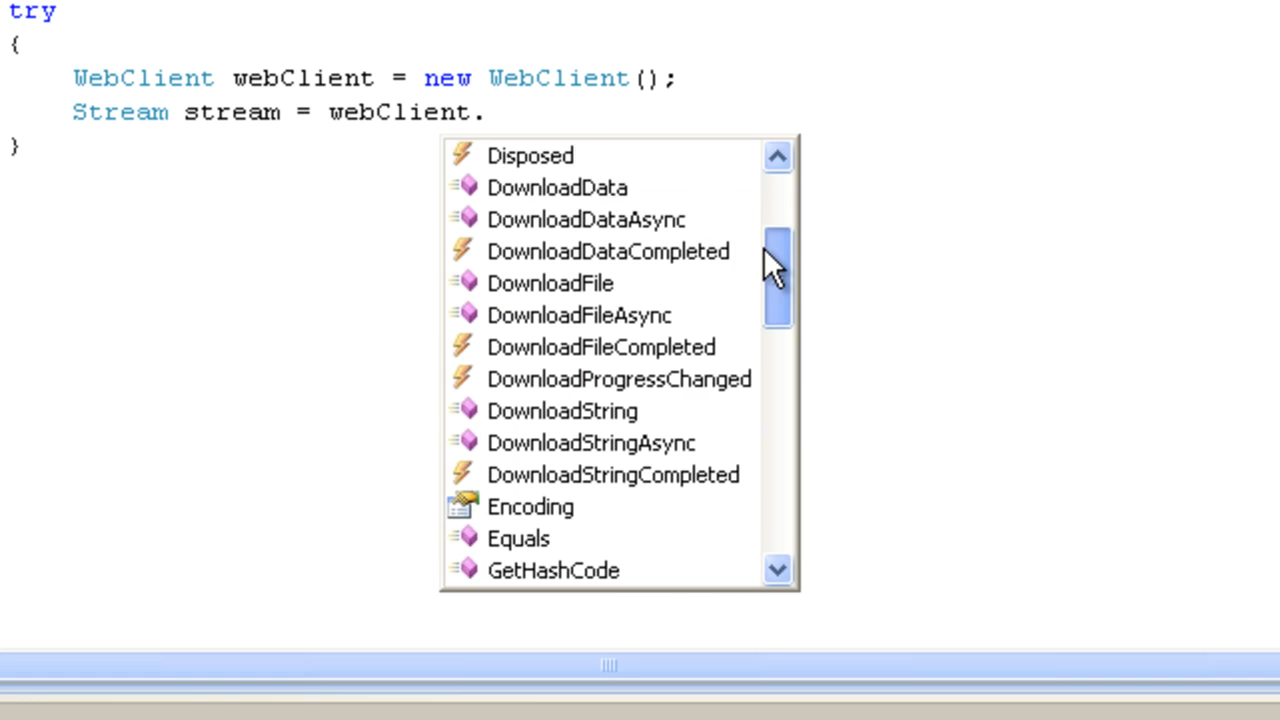 try
{
WebClient webClient = new WebClient();
Stream stream = webClient.
}
Disposed
DownloadData
DownloadDataAsync
DownloadDataCompleted
DownloadFile
DownloadFileAsync
DownloadFileCompleted
DownloadProgressChanged
DownloadString
DownloadStringAsync
DownloadStringCompleted
Encoding
Equals
GetHashCode